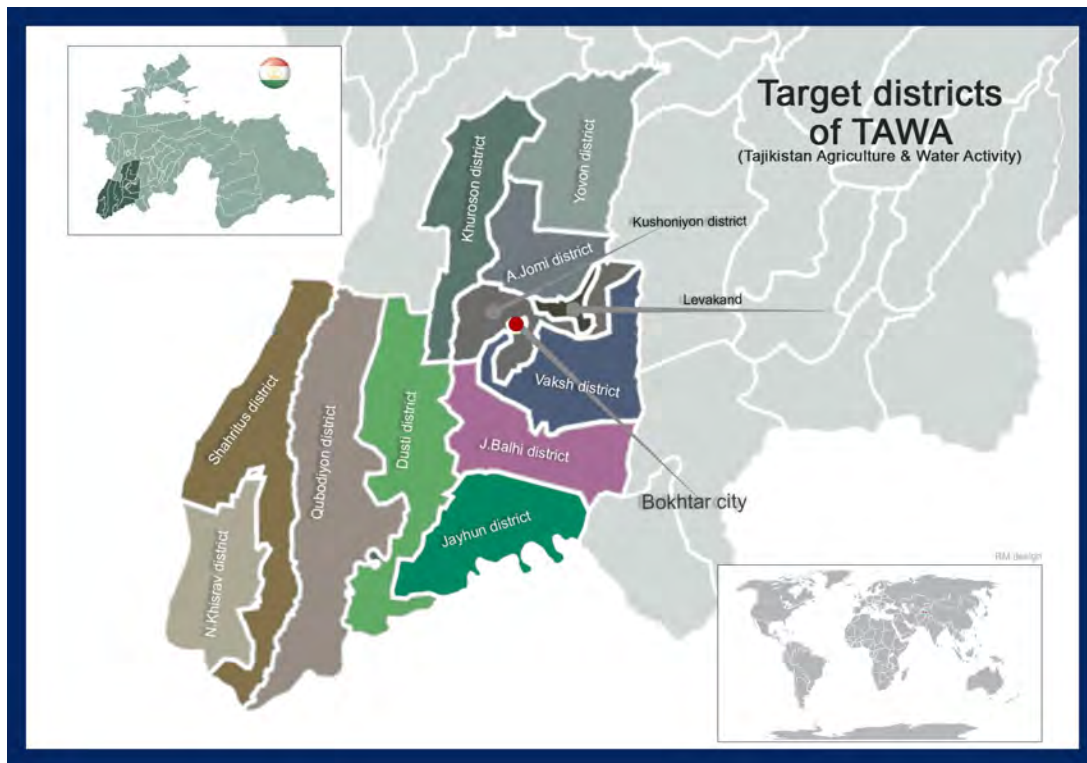 Target districts
of TAWA
(Tajikistan Agriculture & Water Activity)
Khuroson district
Yovon district
Kushoniyon district
A.Jomi district
Levakand
Shahritus district
Qubodiyon district
Dusti district
Vaksh district
J.Balhi district
Bokhtar city
Jayhun district
N.Khisrav district
RM design